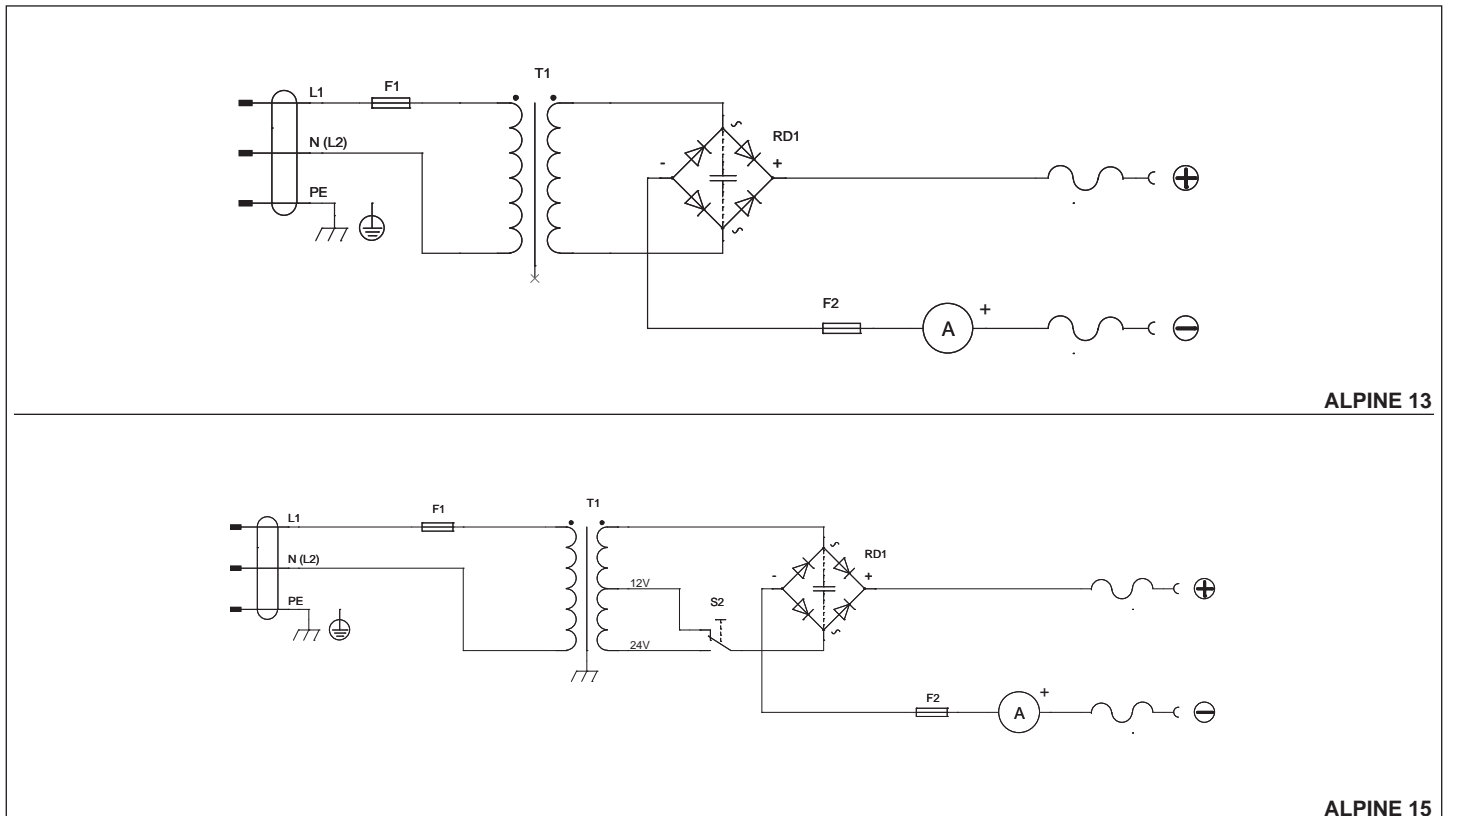 T1
F1
L1
N (L2)
PE
RD1
-
+
F2
A
+
ALPINE 13
T1
F1
L1
N (L2)
PE
RD1
-
+
12V
S2
24V
F2
A
+
ALPINE 15